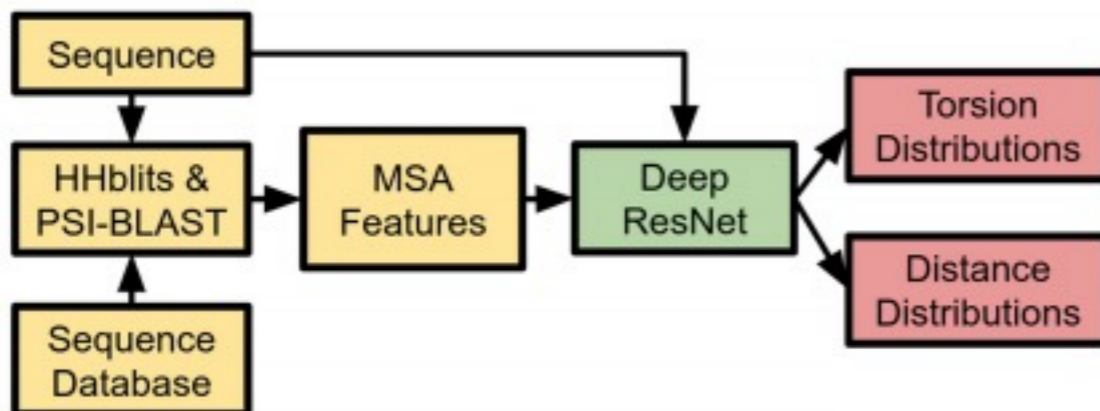 Sequence
HHblits &
PSI-BLAST
Sequence
Database
MSA
Features
Deep
ResNet
Torsion
Distributions
Distance
Distributions